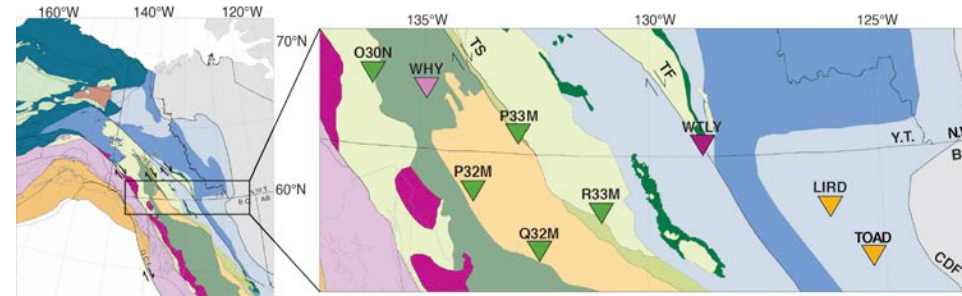 160°W 140°W 120°W
135°W 130°W 125°W
70°N
60°N
O30N
WHY
TS
P33M
TF
WTLY
Y.T.
P32M
R33M
LIRD
Q32M
TOAD
CDF
N.W.T.
B.C. AB